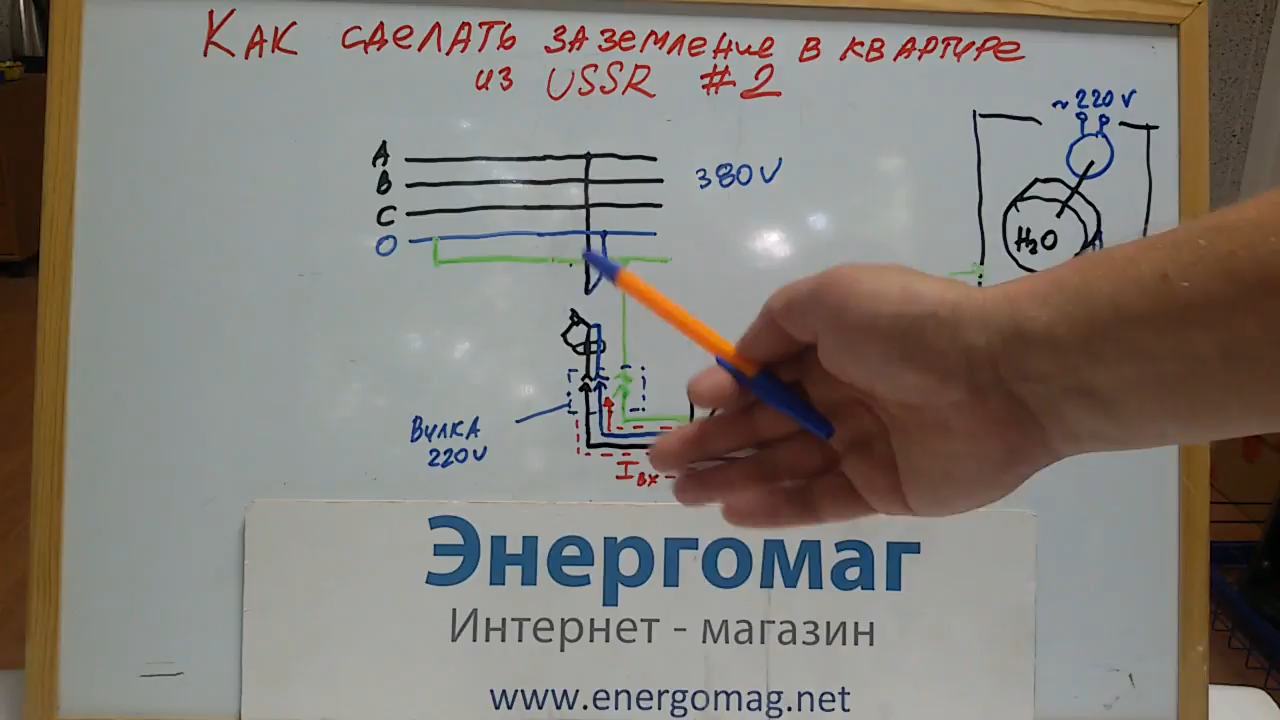 Как сделать заземление в квартире
из USSR #2
~220V
A
B
C
O
380V
H₂O
Вилка
220V
Iвх
Энергомаг
Интернет - магазин
www.energomag.net